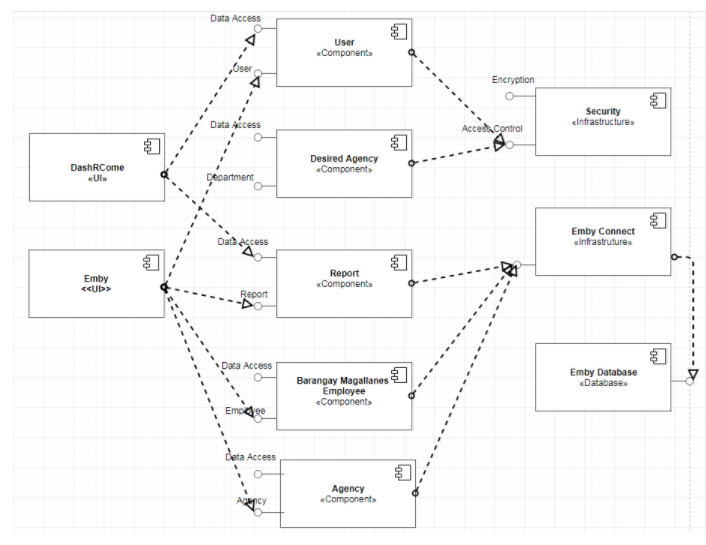 Data Access
User
«Component»
User
Encryption
Security
«Infrastructure»
Data Access
Access Control
Desired Agency
«Component»
DashRCome
«UI»
Department
Data Access
Emby Connect
«Infrastruture»
Emby
<<UI>>
Report
«Component»
Report
Data Access
Barangay Magallanes
Employee
«Component»
Employee
Emby Database
«Database»
Data Access
Agency
«Component»
Agency